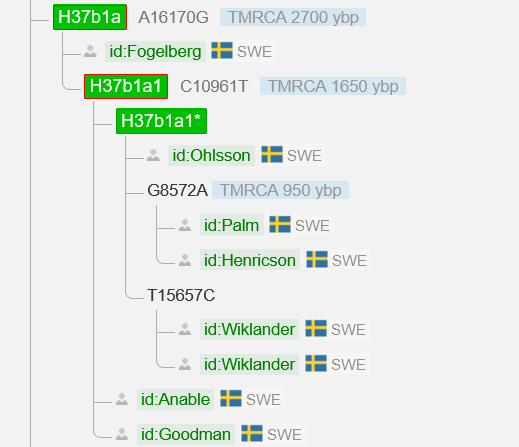 H37b1a A16170G TMRCA 2700 ybp
id:Fogelberg SWE
H37b1a1 C10961T TMRCA 1650 ybp
H37b1a1*
id:Ohlsson SWE
G8572A TMRCA 950 ybp
id:Palm SWE
id:Henricson SWE
T15657C
id:Wiklander SWE
id:Wiklander SWE
id:Anable SWE
id:Goodman SWE